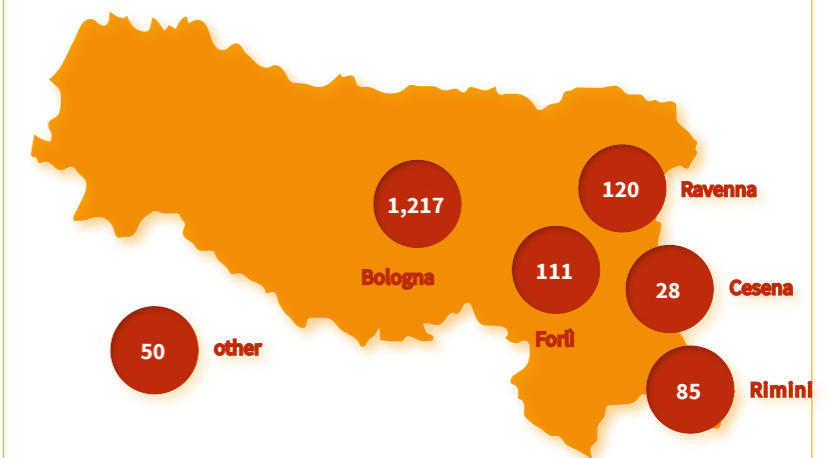 120
Ravenna
1,217
111
Bologna
28
Cesena
Forlì
50
other
85
Rimini